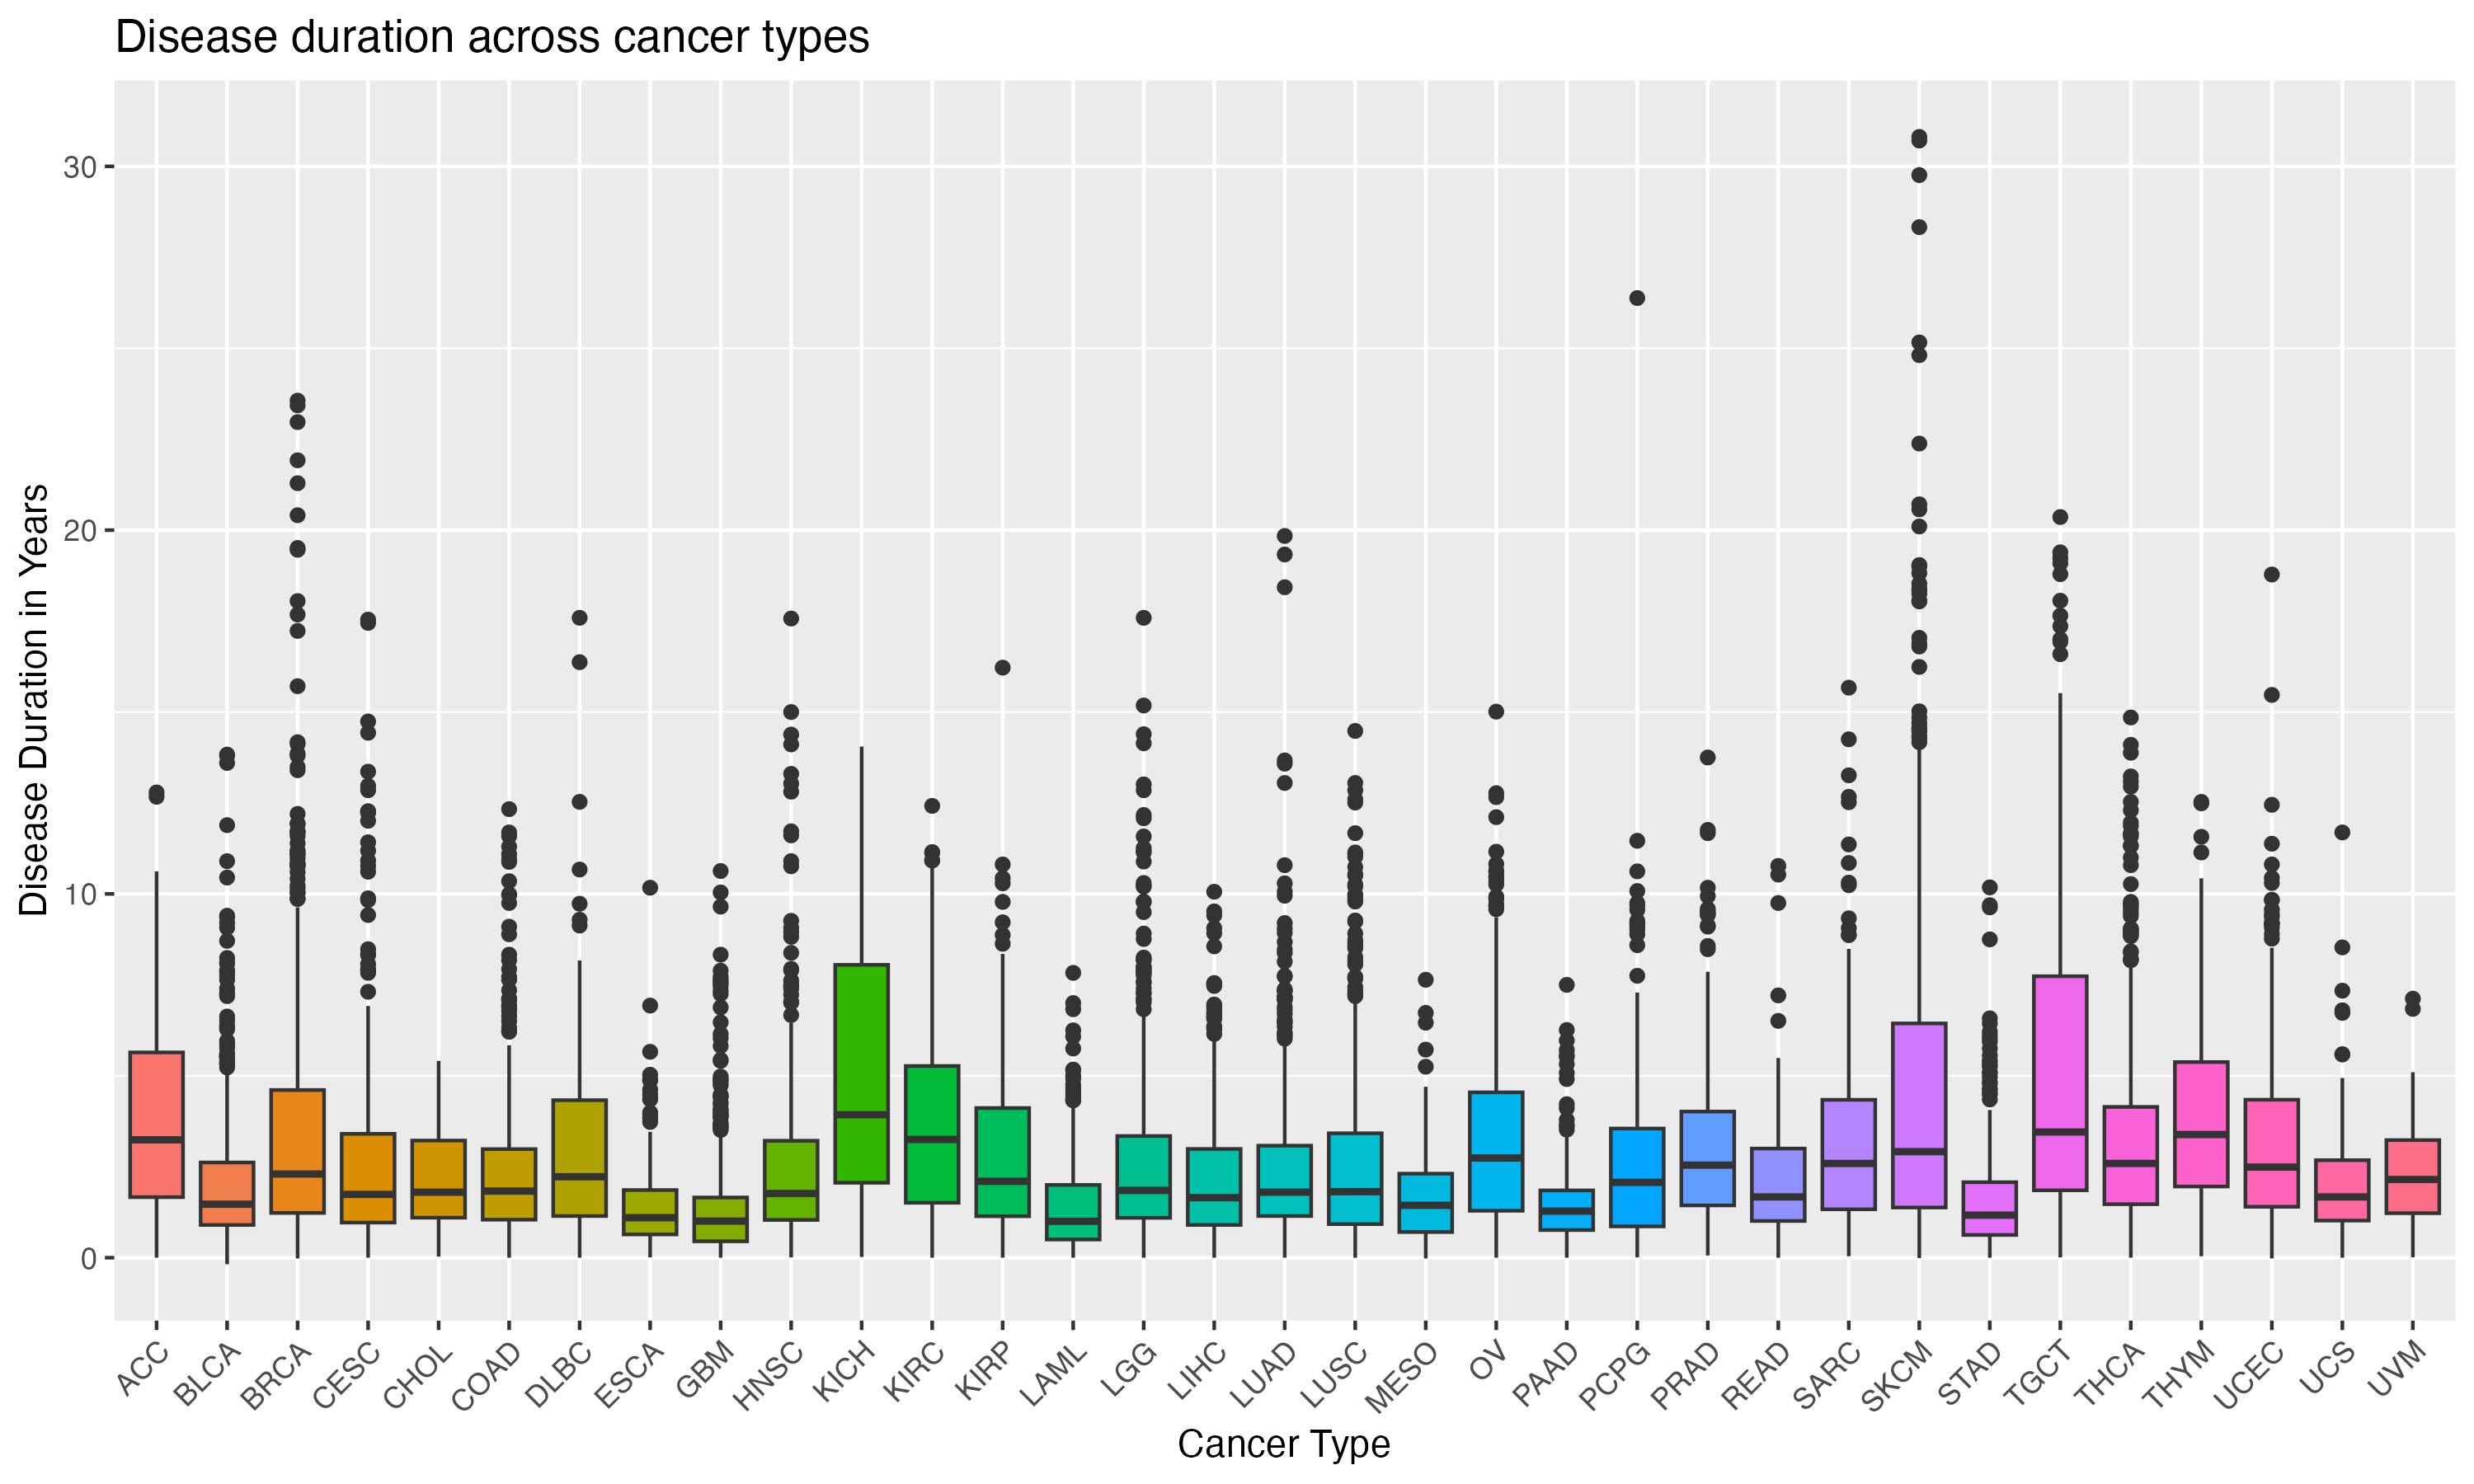 Disease duration across cancer types
Disease Duration in Years
30
20
10
0
ACC
BLCA
BRCA
CESC
CHOL
COAD
DLBC
ESCA
GBM
HNSC
KICH
KIRC
KIRP
LAML
LGG
LIHC
LUAD
LUSC
MESO
OV
PAAD
PCPG
PRAD
READ
SARC
SKCM
STAD
TGCT
THCA
THYM
UCEC
UCS
UVM
Cancer Type